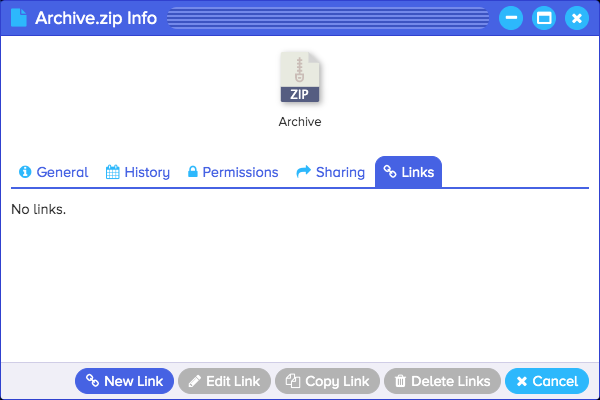 Archive.zip Info
ZIP
Archive
General History Permissions Sharing Links
No links.
New Link Edit Link Copy Link Delete Links Cancel